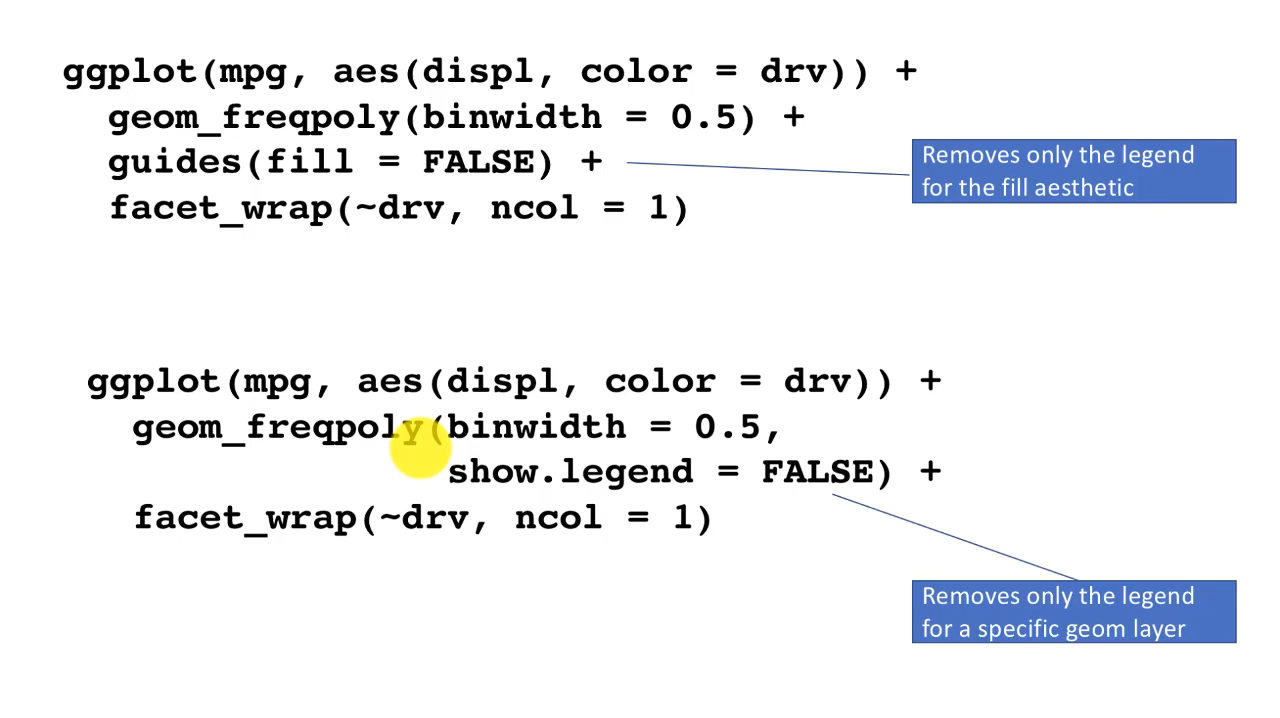 ggplot(mpg, aes(displ, color = drv)) +
  geom_freqpoly(binwidth = 0.5) +
  guides(fill = FALSE) +
  facet_wrap(~drv, ncol = 1)
Removes only the legend
for the fill aesthetic
ggplot(mpg, aes(displ, color = drv)) +
  geom_freqpoly(binwidth = 0.5,
                show.legend = FALSE) +
  facet_wrap(~drv, ncol = 1)
Removes only the legend
for a specific geom layer